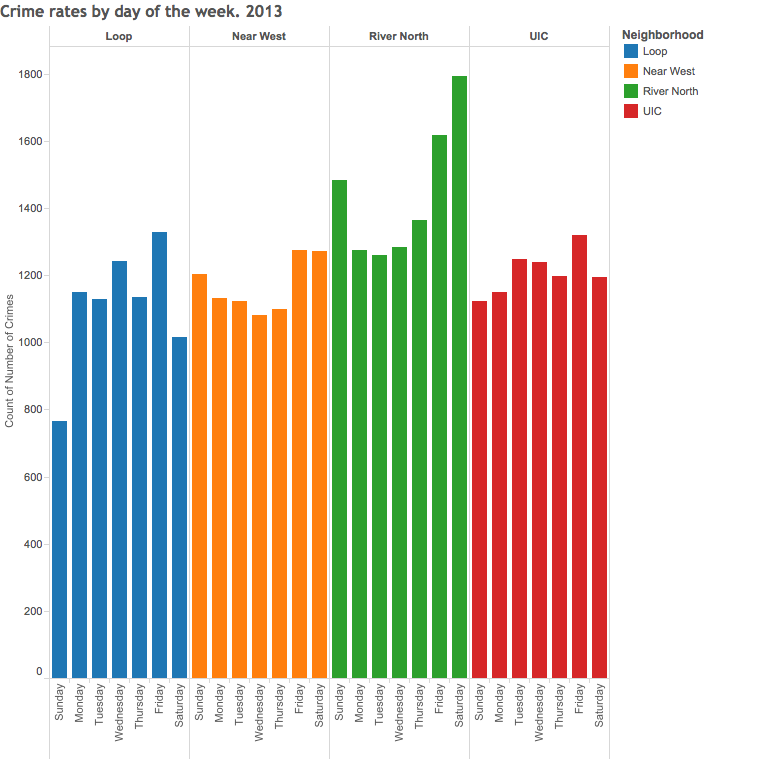 Crime rates by day of the week. 2013
Loop Near West River North UIC
Neighborhood
Loop
Near West
River North
UIC
Count of Number of Crimes
1800
1600
1400
1200
1000
800
600
400
200
0
Sunday Monday Tuesday Wednesday Thursday Friday Saturday Sunday Monday Tuesday Wednesday Thursday Friday Saturday Sunday Monday Tuesday Wednesday Thursday Friday Saturday Sunday Monday Tuesday Wednesday Thursday Friday Saturday